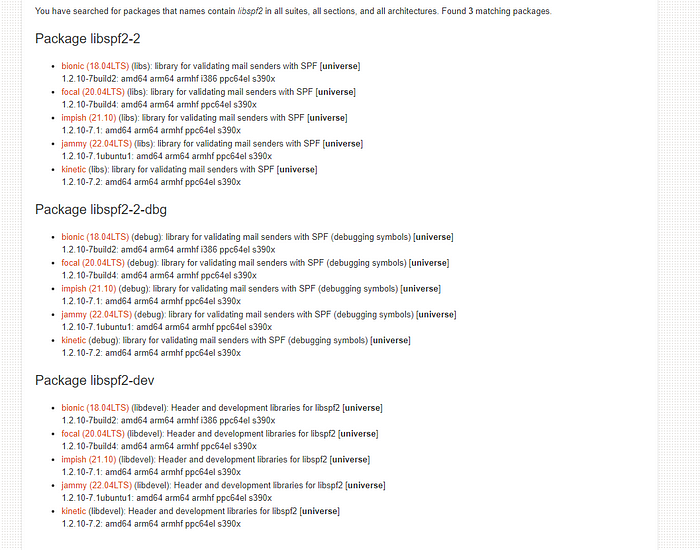 You have searched for packages that names contain libspf2 in all suites, all sections, and all architectures. Found 3 matching packages.
Package libspf2-2
bionic (18.04LTS) (libs): library for validating mail senders with SPF [universe]
1.2.10-7build2: amd64 arm64 armhf i386 ppc64el s390x
focal (20.04LTS) (libs): library for validating mail senders with SPF [universe]
1.2.10-7build4: amd64 arm64 armhf ppc64el s390x
impish (21.10) (libs): library for validating mail senders with SPF [universe]
1.2.10-7.1: amd64 arm64 armhf ppc64el s390x
jammy (22.04LTS) (libs): library for validating mail senders with SPF [universe]
1.2.10-7.1ubuntu1: amd64 arm64 armhf ppc64el s390x
kinetic (libs): library for validating mail senders with SPF [universe]
1.2.10-7.2: amd64 arm64 armhf ppc64el s390x
Package libspf2-2-dbg
bionic (18.04LTS) (debug): library for validating mail senders with SPF (debugging symbols) [universe]
1.2.10-7build2: amd64 arm64 armhf i386 ppc64el s390x
focal (20.04LTS) (debug): library for validating mail senders with SPF (debugging symbols) [universe]
1.2.10-7build4: amd64 arm64 armhf ppc64el s390x
impish (21.10) (debug): library for validating mail senders with SPF (debugging symbols) [universe]
1.2.10-7.1: amd64 arm64 armhf ppc64el s390x
jammy (22.04LTS) (debug): library for validating mail senders with SPF (debugging symbols) [universe]
1.2.10-7.1ubuntu1: amd64 arm64 armhf ppc64el s390x
kinetic (debug): library for validating mail senders with SPF (debugging symbols) [universe]
1.2.10-7.2: amd64 arm64 armhf ppc64el s390x
Package libspf2-dev
bionic (18.04LTS) (libdevel): Header and development libraries for libspf2 [universe]
1.2.10-7build2: amd64 arm64 armhf i386 ppc64el s390x
focal (20.04LTS) (libdevel): Header and development libraries for libspf2 [universe]
1.2.10-7build4: amd64 arm64 armhf ppc64el s390x
impish (21.10) (libdevel): Header and development libraries for libspf2 [universe]
1.2.10-7.1: amd64 arm64 armhf ppc64el s390x
jammy (22.04LTS) (libdevel): Header and development libraries for libspf2 [universe]
1.2.10-7.1ubuntu1: amd64 arm64 armhf ppc64el s390x
kinetic (libdevel): Header and development libraries for libspf2 [universe]
1.2.10-7.2: amd64 arm64 armhf ppc64el s390x